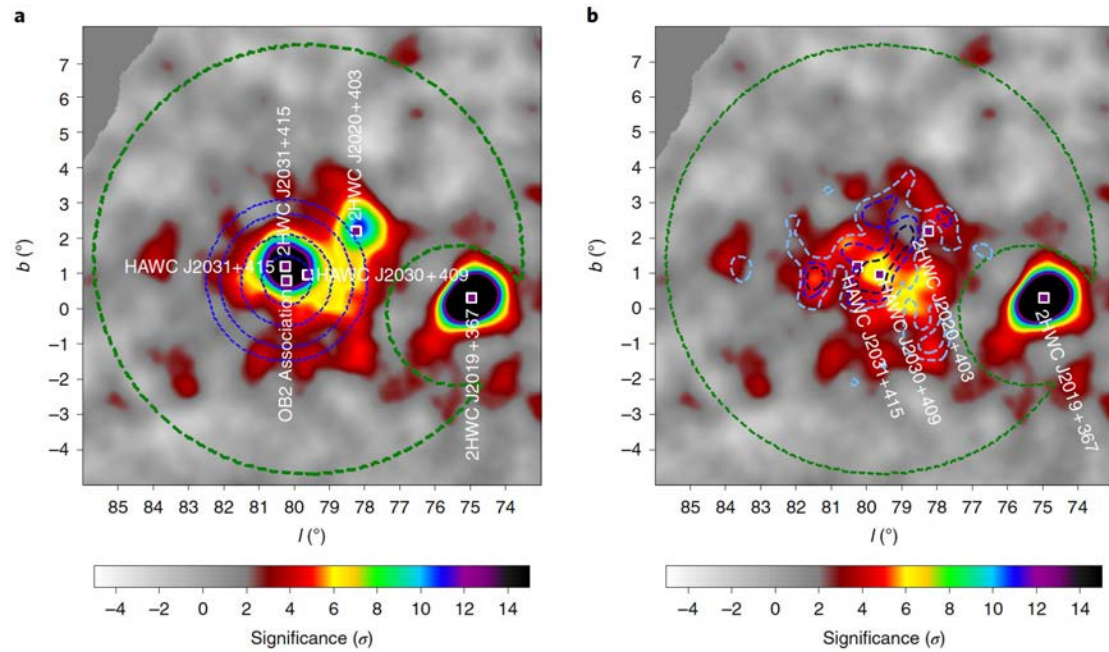 a
b
7
6
5
4
3
2
1
0
−1
−2
−3
−4
b (°)
85 84 83 82 81 80 79 78 77 76 75 74
l (°)
2HWC J2031+415
2HWC J2020+403
HAWC J2031+415
HAWC J2030+409
OB2 Association
2HWC J2019+367
−4 −2 0 2 4 6 8 10 12 14
Significance (σ)
7
6
5
4
3
2
1
0
−1
−2
−3
−4
b (°)
85 84 83 82 81 80 79 78 77 76 75 74
l (°)
HAWC J2031+415
HAWC J2030+409
2HWC J2020+403
2HWC J2019+367
−4 −2 0 2 4 6 8 10 12 14
Significance (σ)